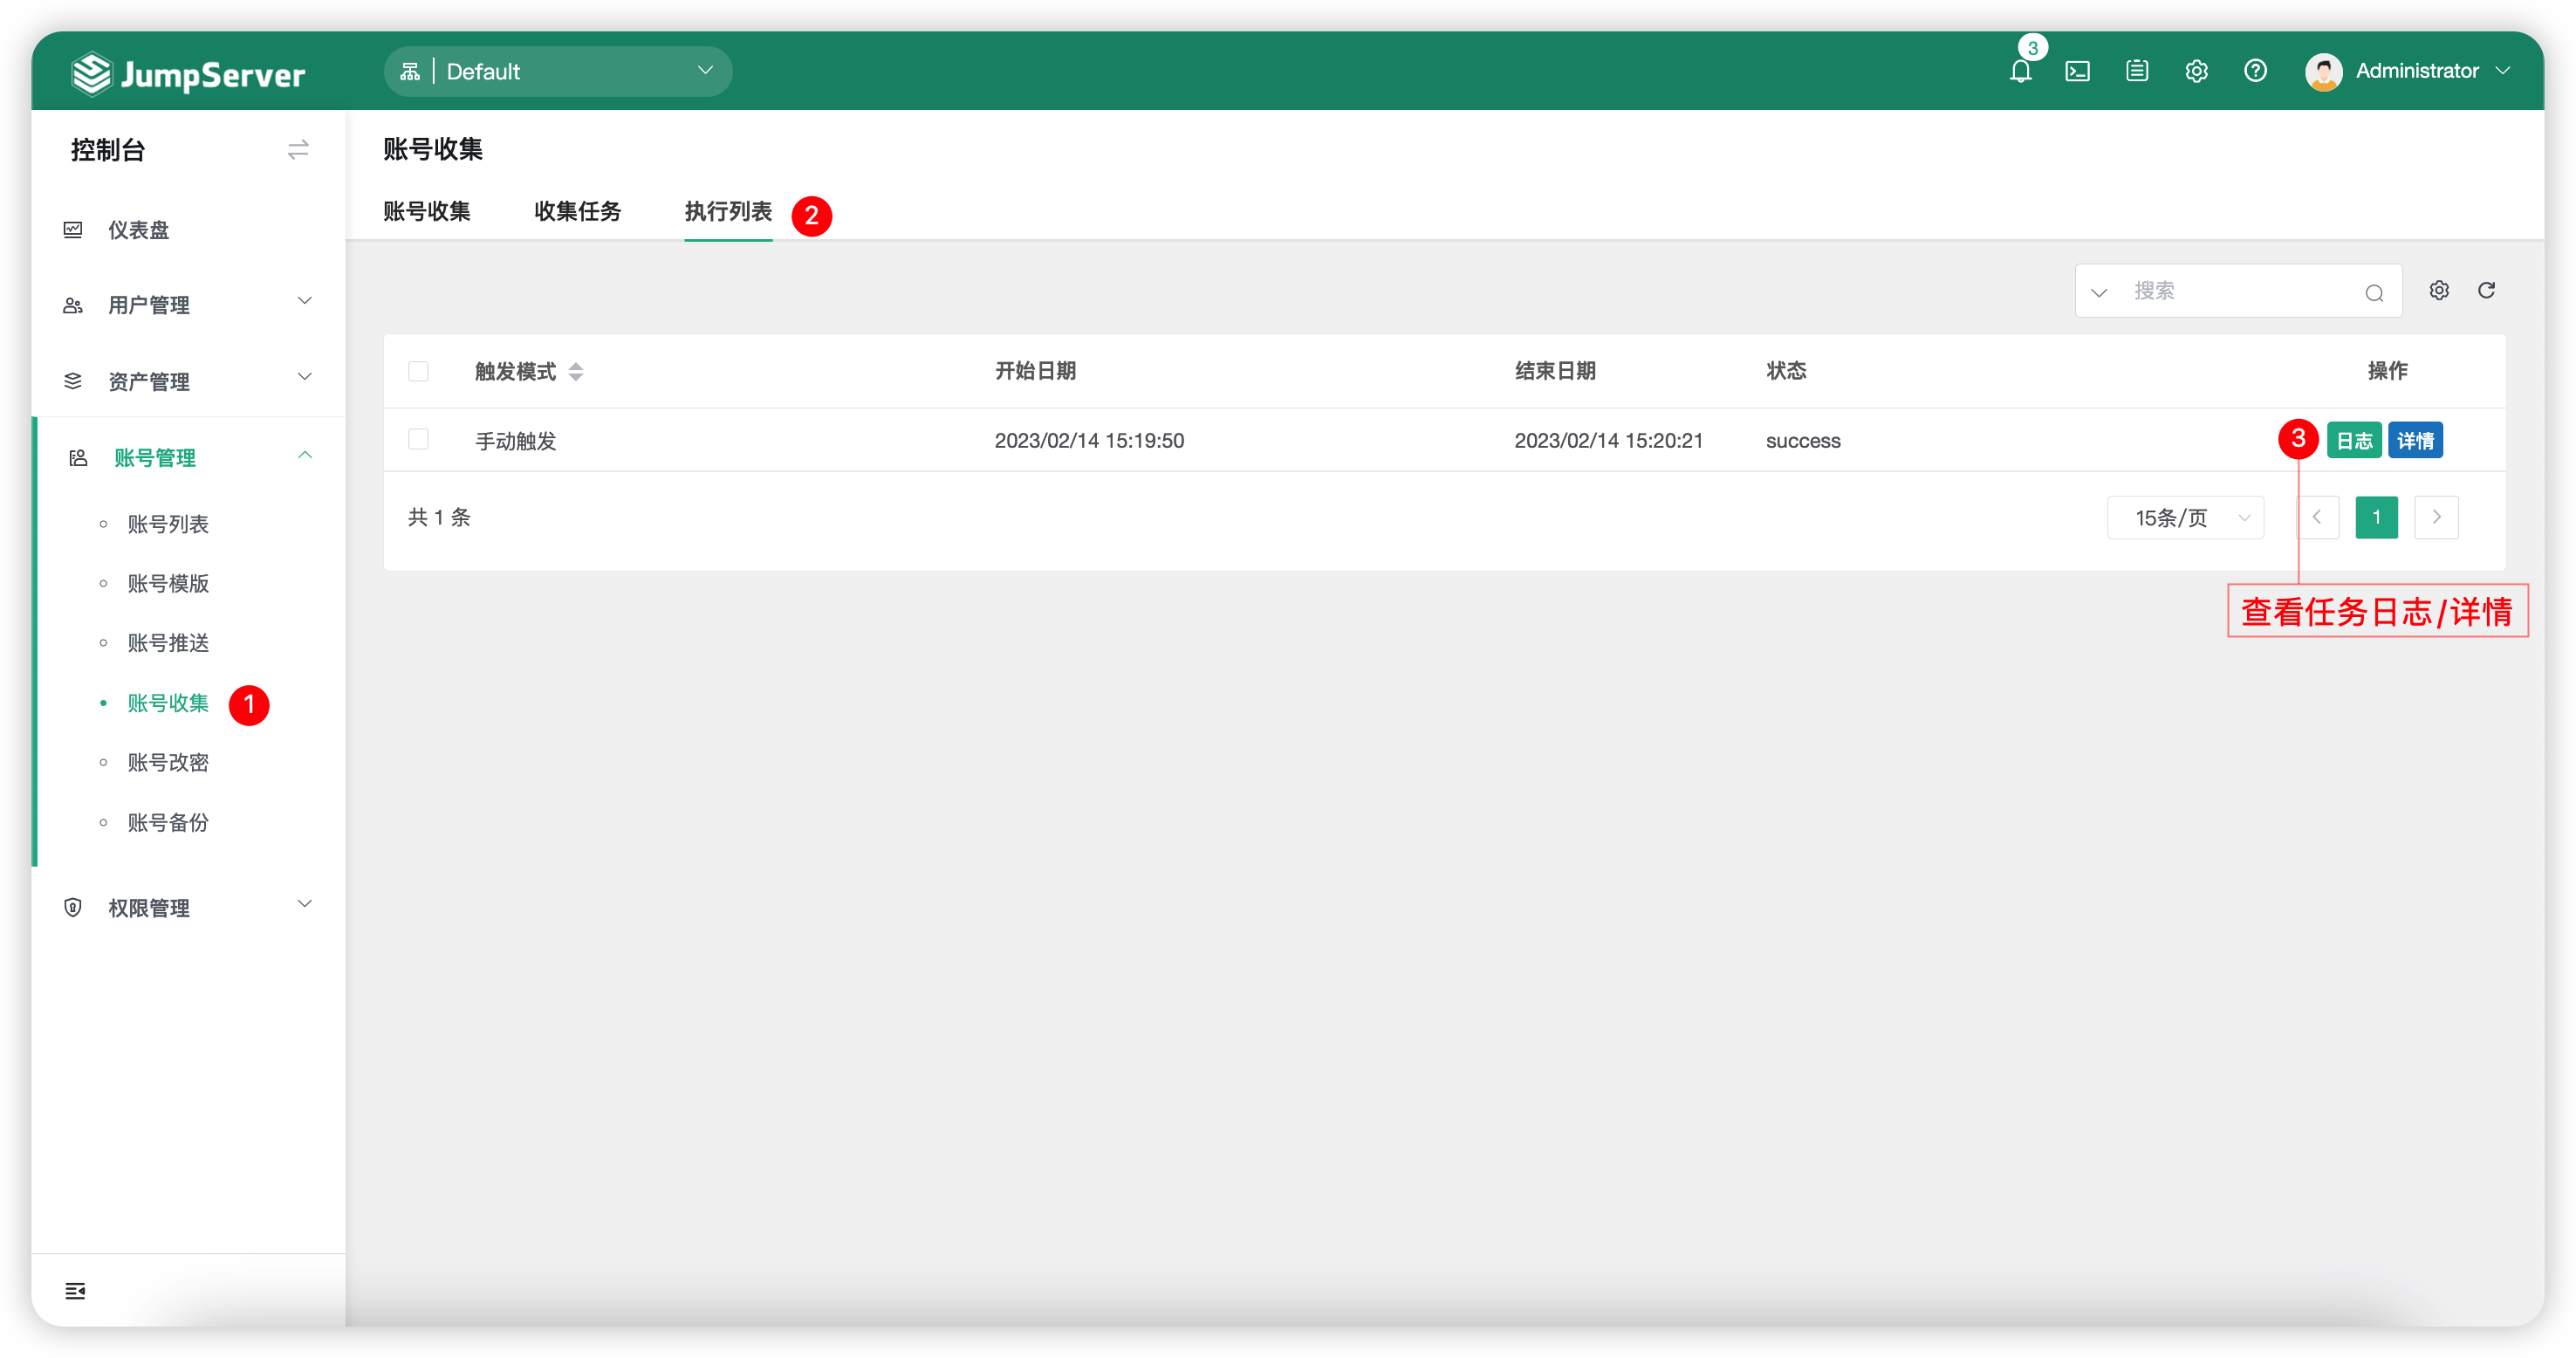 JumpServer
Default
3
Administrator
控制台
仪表盘
用户管理
资产管理
账号管理
账号列表
账号模版
账号推送
账号收集 1
账号改密
账号备份
权限管理
账号收集
账号收集 收集任务 执行列表 2
搜索
触发模式 开始日期 结束日期 状态 操作
手动触发 2023/02/14 15:19:50 2023/02/14 15:20:21 success 3 日志 详情
共 1 条 15条/页 1
查看任务日志/详情